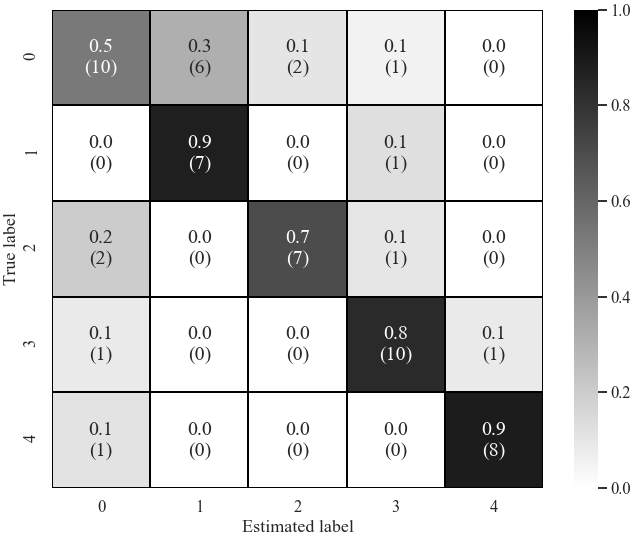 0.5 0.3 0.1 0.1 0.0
(10) (6) (2) (1) (0)
0
0.0 0.9 0.0 0.1 0.0
(0) (7) (0) (1) (0)
1
0.2 0.0 0.7 0.1 0.0
(2) (0) (7) (1) (0)
2
0.1 0.0 0.0 0.8 0.1
(1) (0) (0) (10) (1)
3
0.1 0.0 0.0 0.0 0.9
(1) (0) (0) (0) (8)
4
True label
0 1 2 3 4
Estimated label
1.0
0.8
0.6
0.4
0.2
0.0